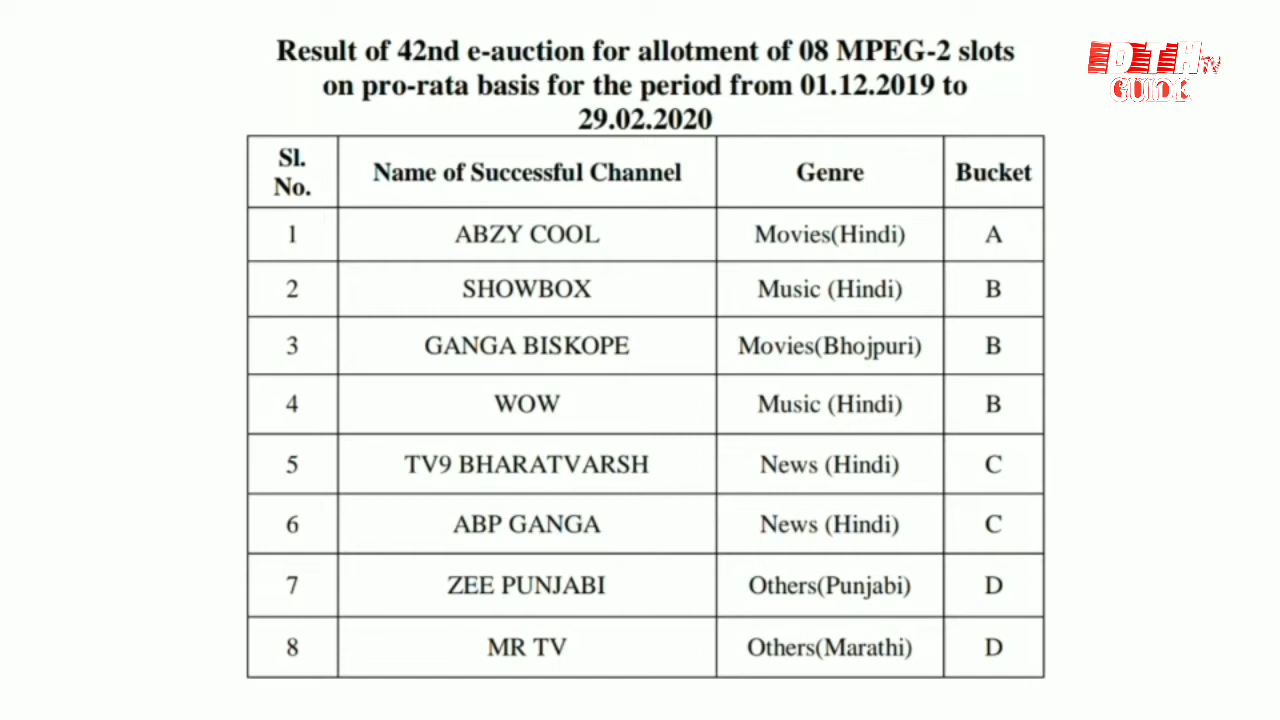 Result of 42nd e-auction for allotment of 08 MPEG-2 slots
on pro-rata basis for the period from 01.12.2019 to
29.02.2020
DTH TV
GUIDE
Sl. No. Name of Successful Channel Genre Bucket
1 ABZY COOL Movies(Hindi) A
2 SHOWBOX Music (Hindi) B
3 GANGA BISKOPE Movies(Bhojpuri) B
4 WOW Music (Hindi) B
5 TV9 BHARATVARSH News (Hindi) C
6 ABP GANGA News (Hindi) C
7 ZEE PUNJABI Others(Punjabi) D
8 MR TV Others(Marathi) D